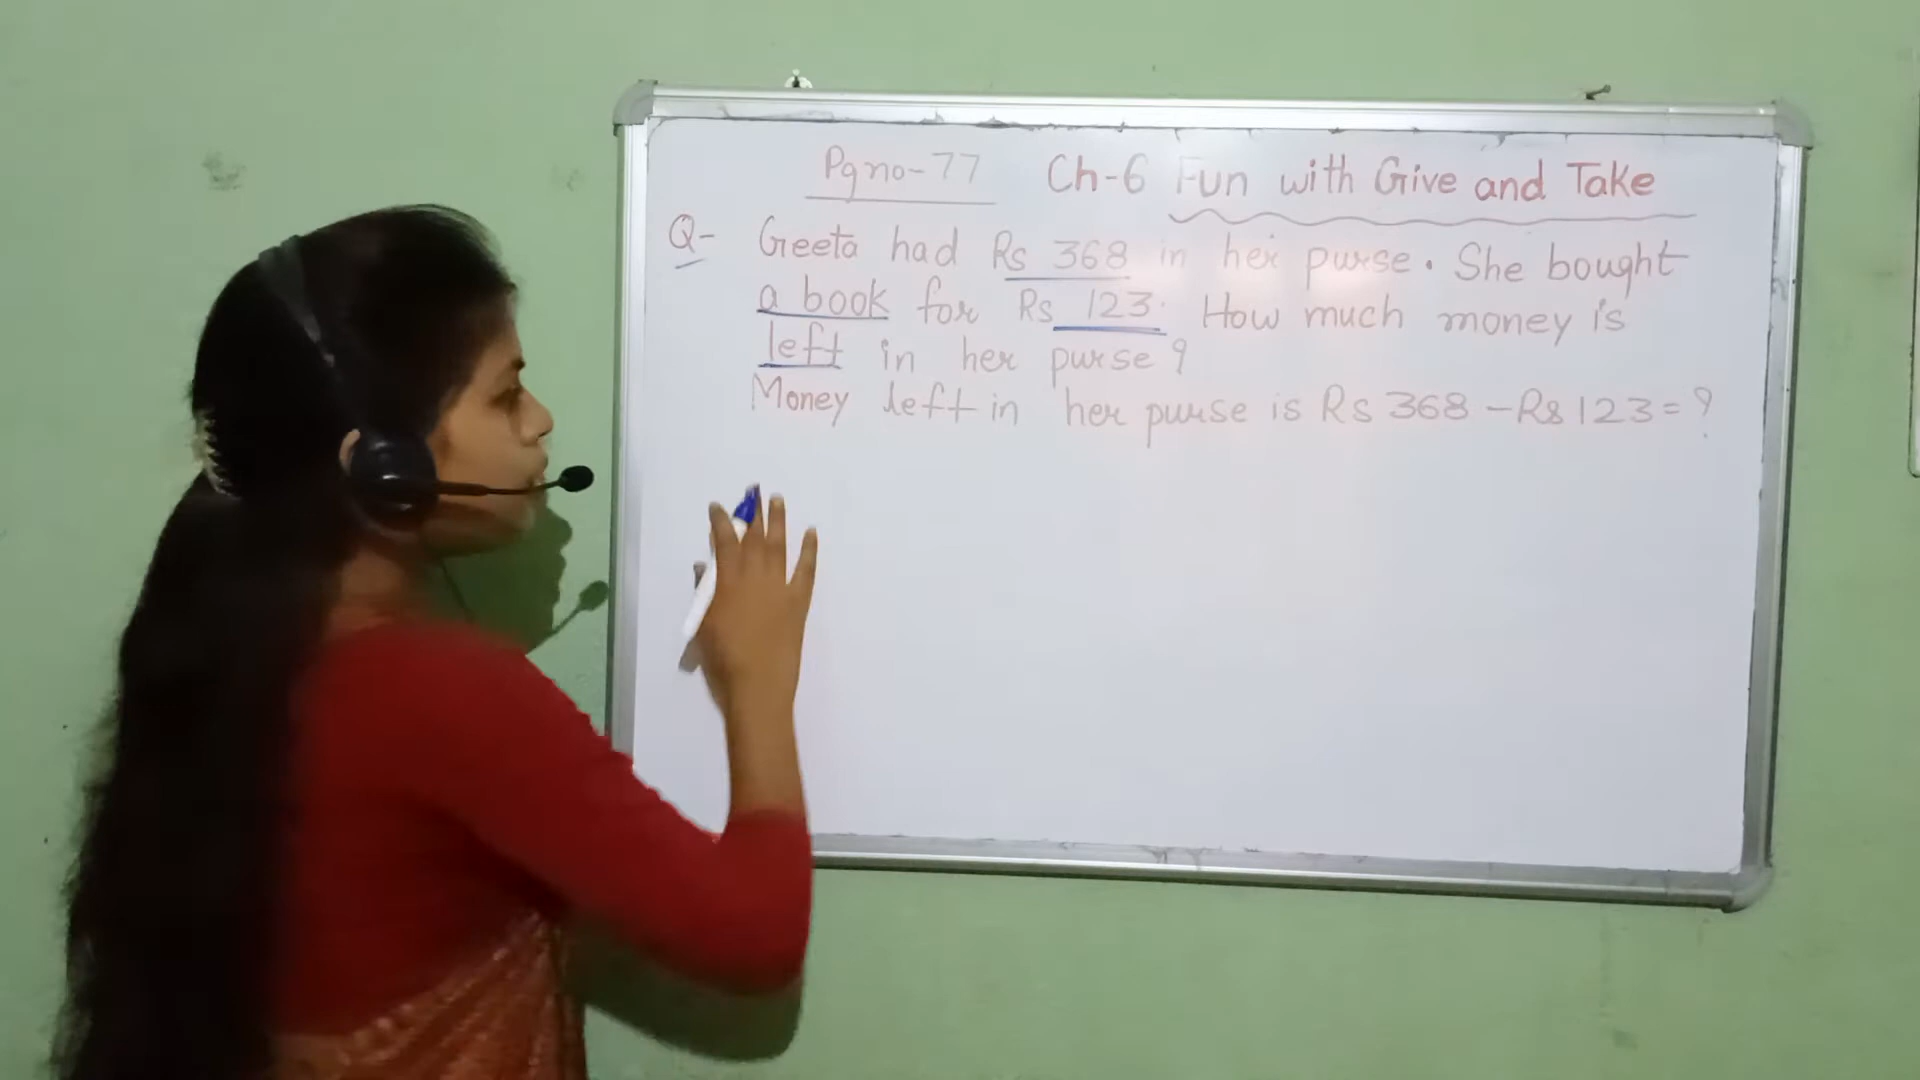 Pg no-77 Ch-6 Fun with Give and Take
Q- Geeta had Rs 368 in her purse. She bought
a book for Rs 123. How much money is
left in her purse?
Money left in her purse is Rs 368 - Rs 123 = ?